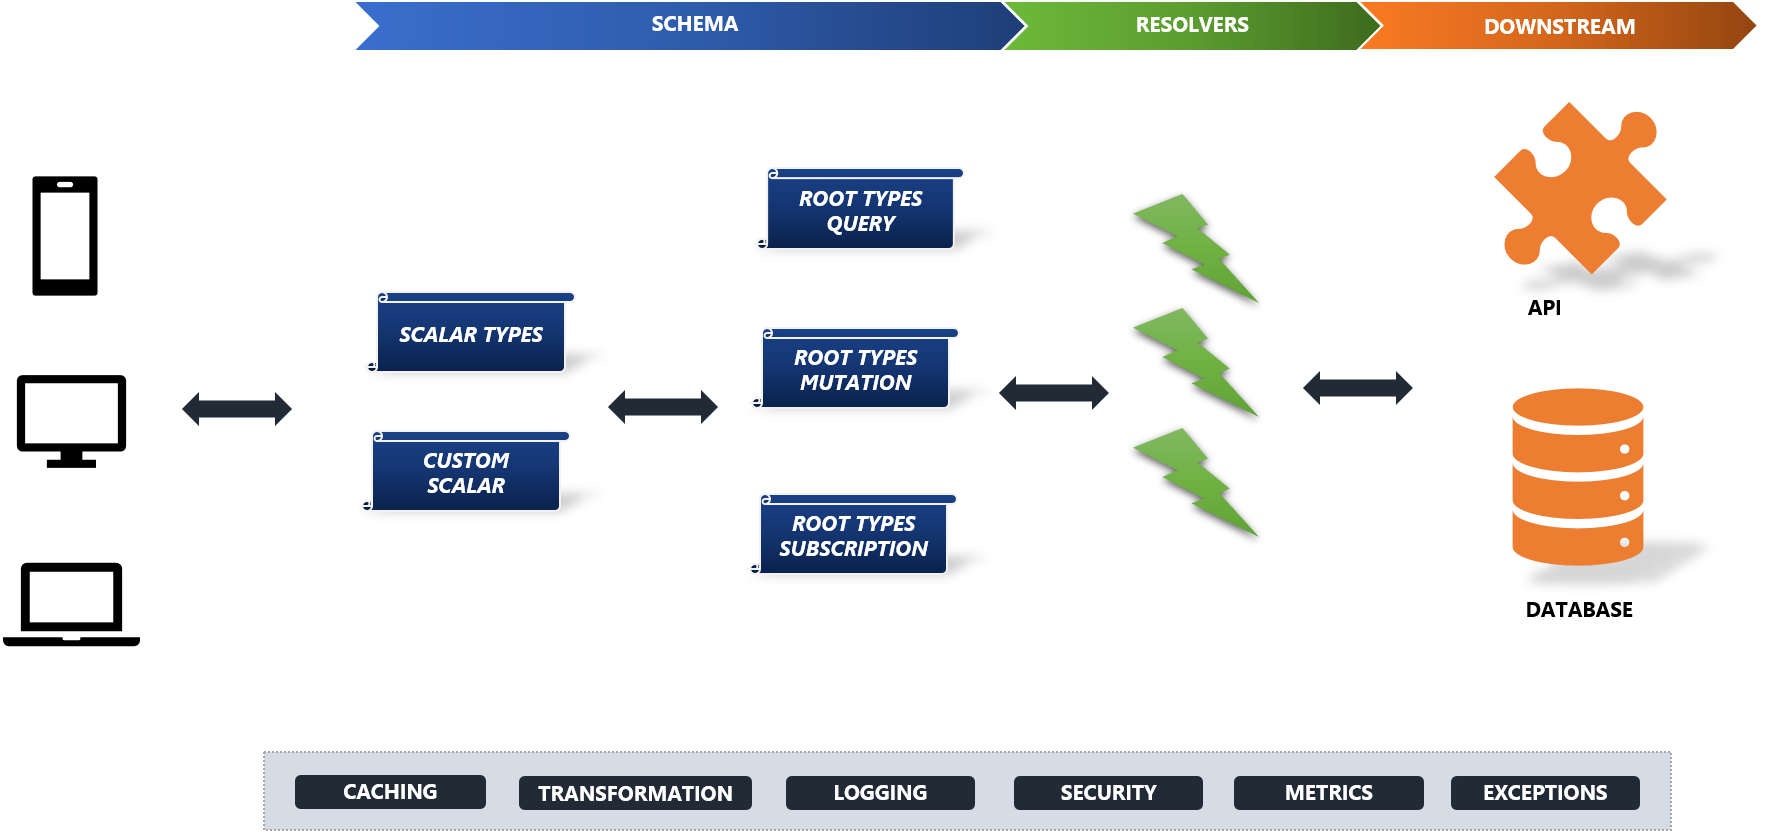 SCHEMA
RESOLVERS
DOWNSTREAM
ROOT TYPES
QUERY
SCALAR TYPES
ROOT TYPES
MUTATION
CUSTOM
SCALAR
ROOT TYPES
SUBSCRIPTION
API
DATABASE
CACHING
TRANSFORMATION
LOGGING
SECURITY
METRICS
EXCEPTIONS